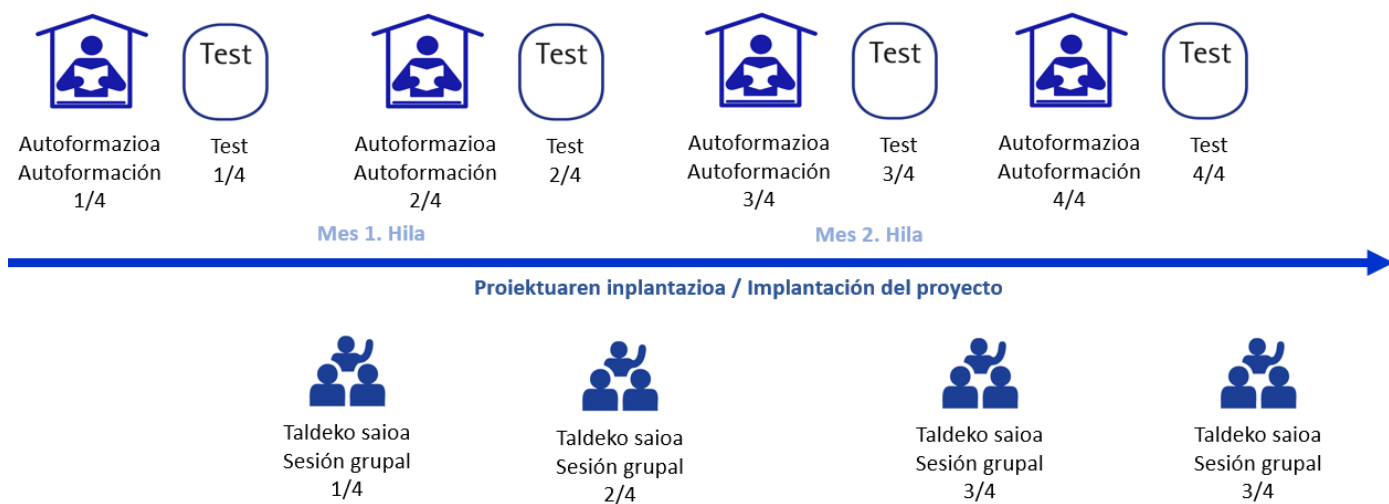 Test
Test
Test
Test
Autoformazioa
Autoformación
1/4
Test
1/4
Autoformazioa
Autoformación
2/4
Test
2/4
Autoformazioa
Autoformación
3/4
Test
3/4
Autoformazioa
Autoformación
4/4
Test
4/4
Mes 1. Hila
Mes 2. Hila
Proiektuaren inplantazioa / Implantación del proyecto
Taldeko saioa
Sesión grupal
1/4
Taldeko saioa
Sesión grupal
2/4
Taldeko saioa
Sesión grupal
3/4
Taldeko saioa
Sesión grupal
3/4